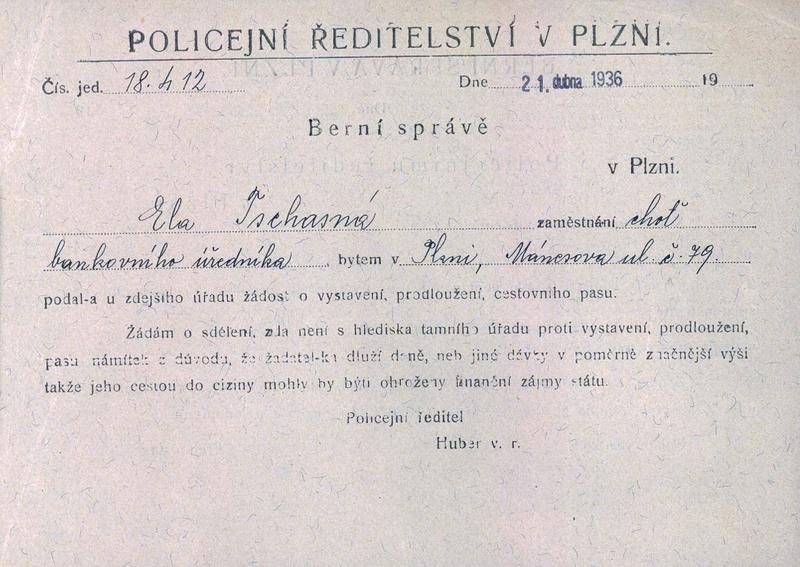 POLICEJNÍ ŘEDITELSTVÍ V PLZNI.
Čís. jed. 18.412 Dne 21. dubna 1936 19
Berní správě
v Plzni.
Ela Tschasná zaměstnání choť
bankovního úředníka, bytem v Plzni, Mánesova ul. č. 79.
podal-a u zdejšího úřadu žádost o vystavení, prodloužení, cestovního pasu.
Žádám o sdělení, zda není s hlediska tamního úřadu proti vystavení, prodloužení,
pasu námitek z důvodu, že žadatel-ka dluží daně, neb jiné dávky v poměrně značnější výši
takže jeho cestou do ciziny mohly by býti ohroženy finanční zájmy státu.
Policejní ředitel
Huber v. r.